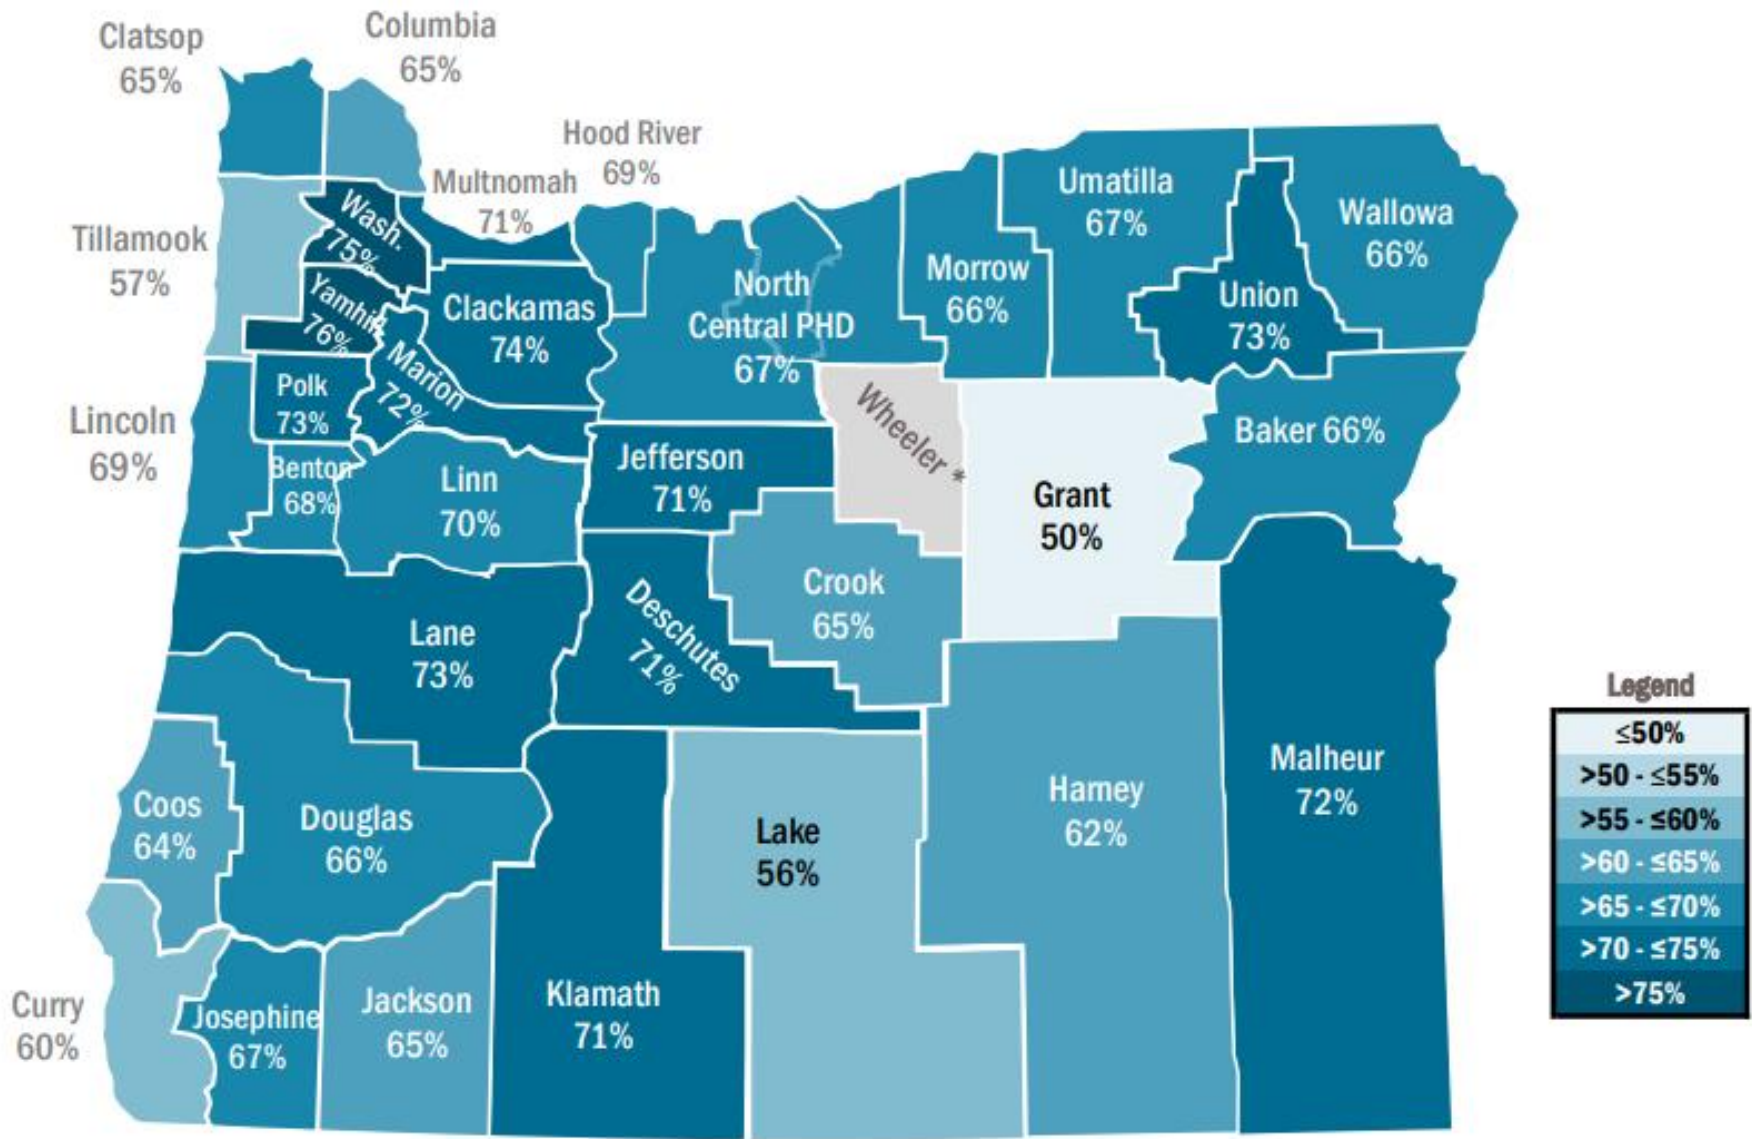 Clatsop
65%
Columbia
65%
Hood River
69%
Multnomah
71%
Tillamook
57%
Wash.
75%
Yamhill
76%
Clackamas
74%
North
Central PHD
67%
Morrow
66%
Umatilla
67%
Union
73%
Wallowa
66%
Lincoln
69%
Polk
73%
Marion
72%
Benton
68%
Linn
70%
Jefferson
71%
Wheeler *
Grant
50%
Baker 66%
Lane
73%
Deschutes
71%
Crook
65%
Coos
64%
Douglas
66%
Lake
56%
Harney
62%
Malheur
72%
Curry
60%
Josephine
67%
Jackson
65%
Klamath
71%
Legend
≤50%
>50 - ≤55%
>55 - ≤60%
>60 - ≤65%
>65 - ≤70%
>70 - ≤75%
>75%